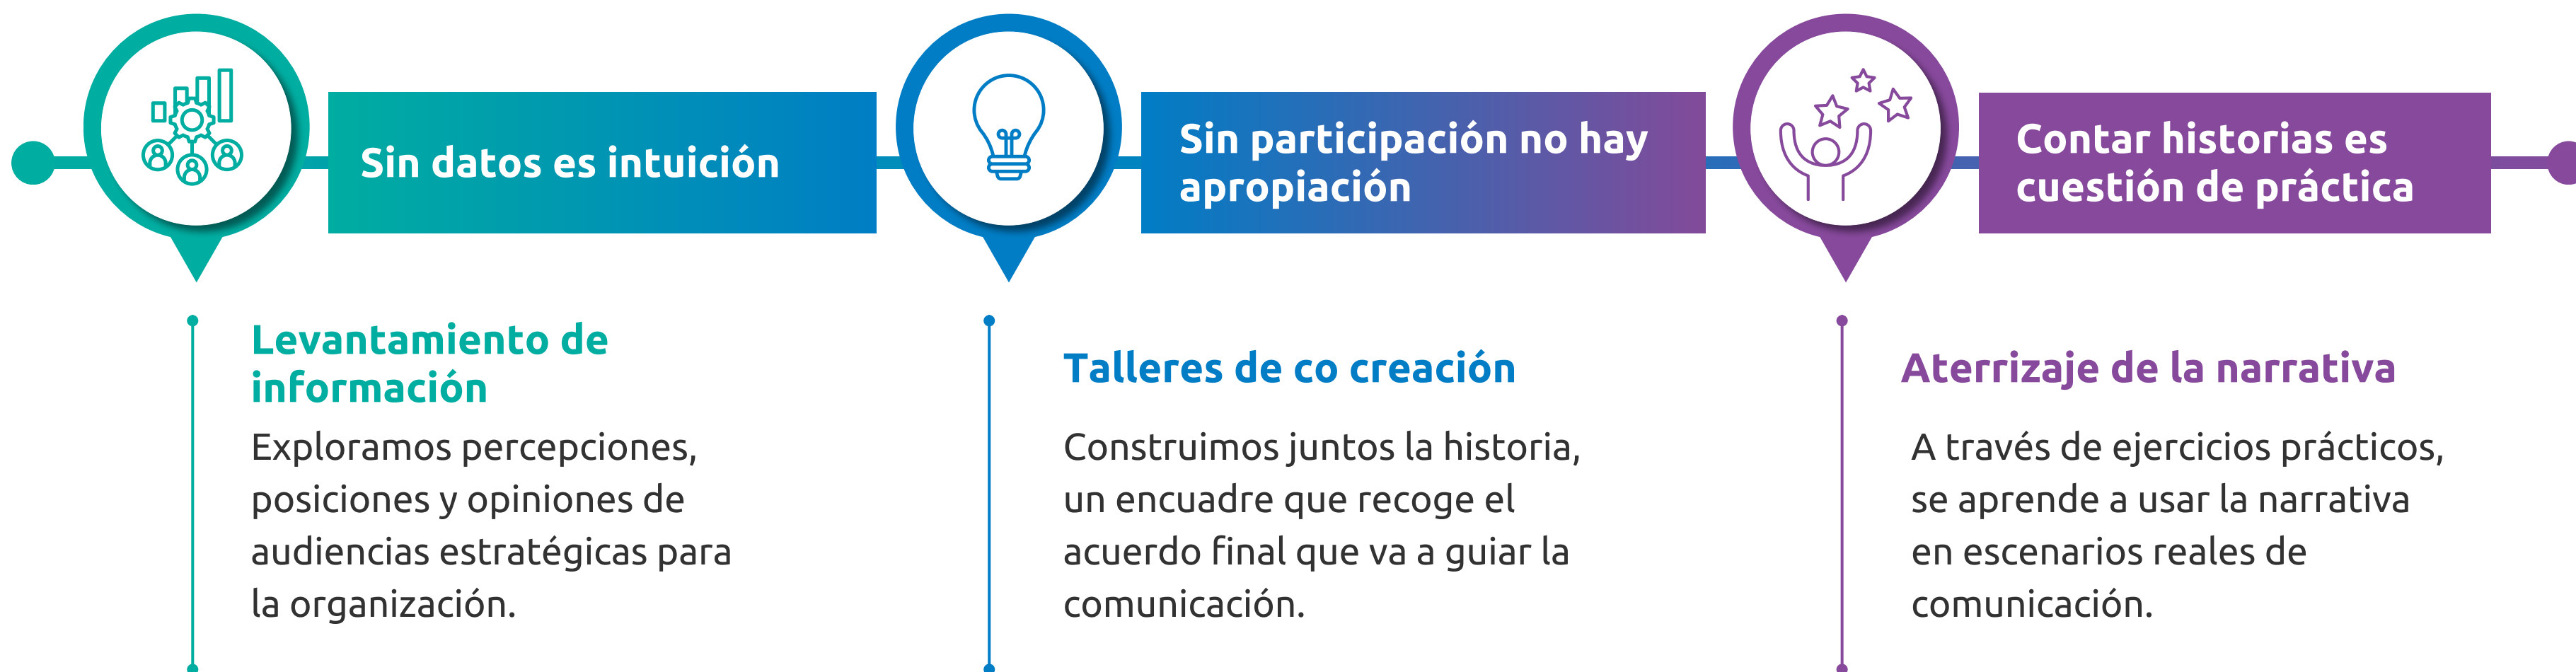 Sin datos es intuición
Sin participación no hay
apropiación
Contar historias es
cuestión de práctica
Levantamiento de
información
Exploramos percepciones,
posiciones y opiniones de
audiencias estratégicas para
la organización.
Talleres de co creación
Construimos juntos la historia,
un encuadre que recoge el
acuerdo final que va a guiar la
comunicación.
Aterrizaje de la narrativa
A través de ejercicios prácticos,
se aprende a usar la narrativa
en escenarios reales de
comunicación.